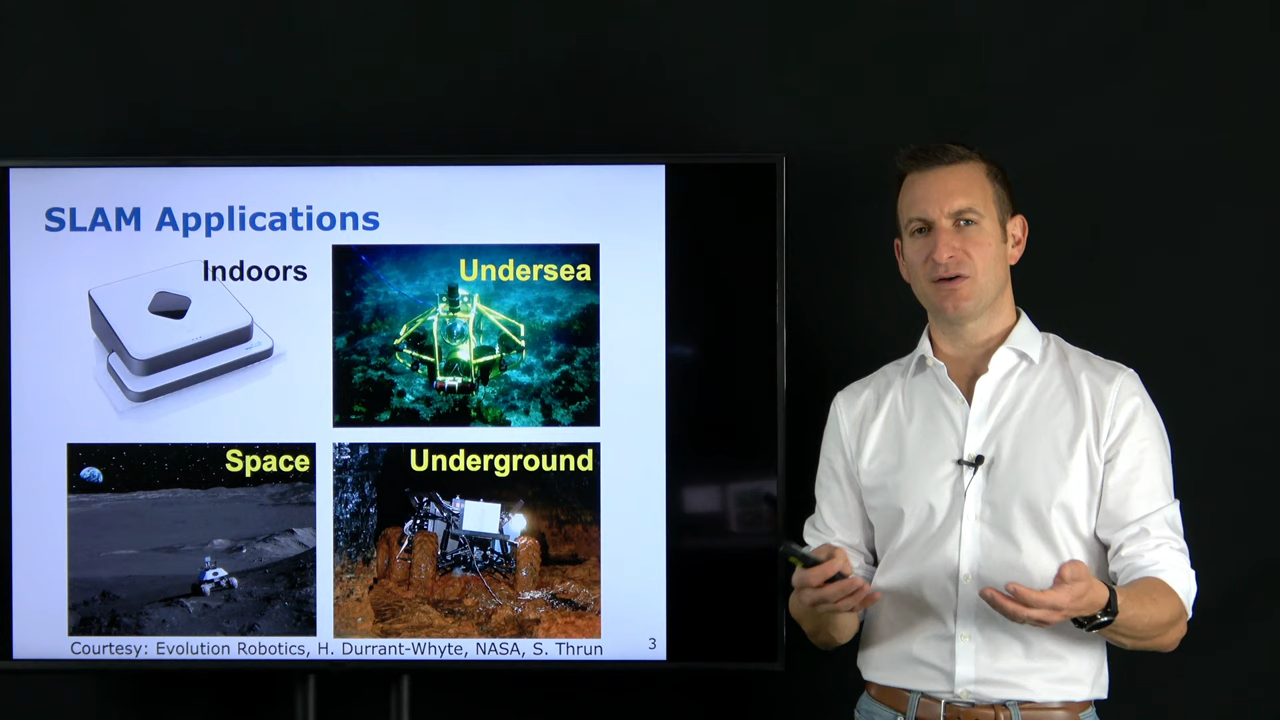 SLAM Applications
Indoors
Undersea
Space
Underground
Courtesy: Evolution Robotics, H. Durrant-Whyte, NASA, S. Thrun
3